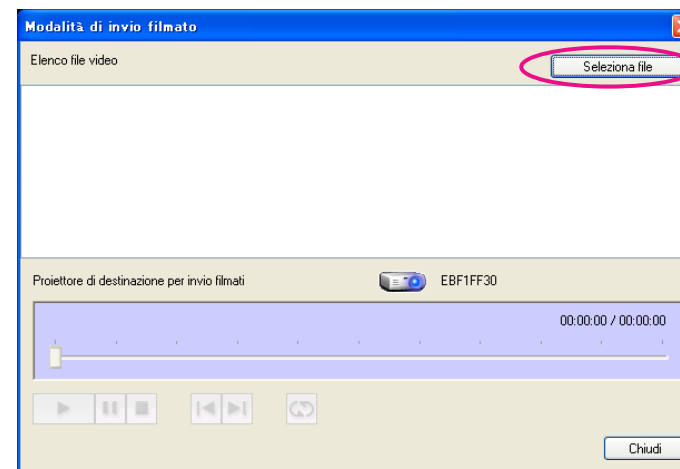 Modalità di invio filmato
Elenco file video
Seleziona file
Proiettore di destinazione per invio filmati
EBF1FF30
00:00:00 / 00:00:00
Chiudi